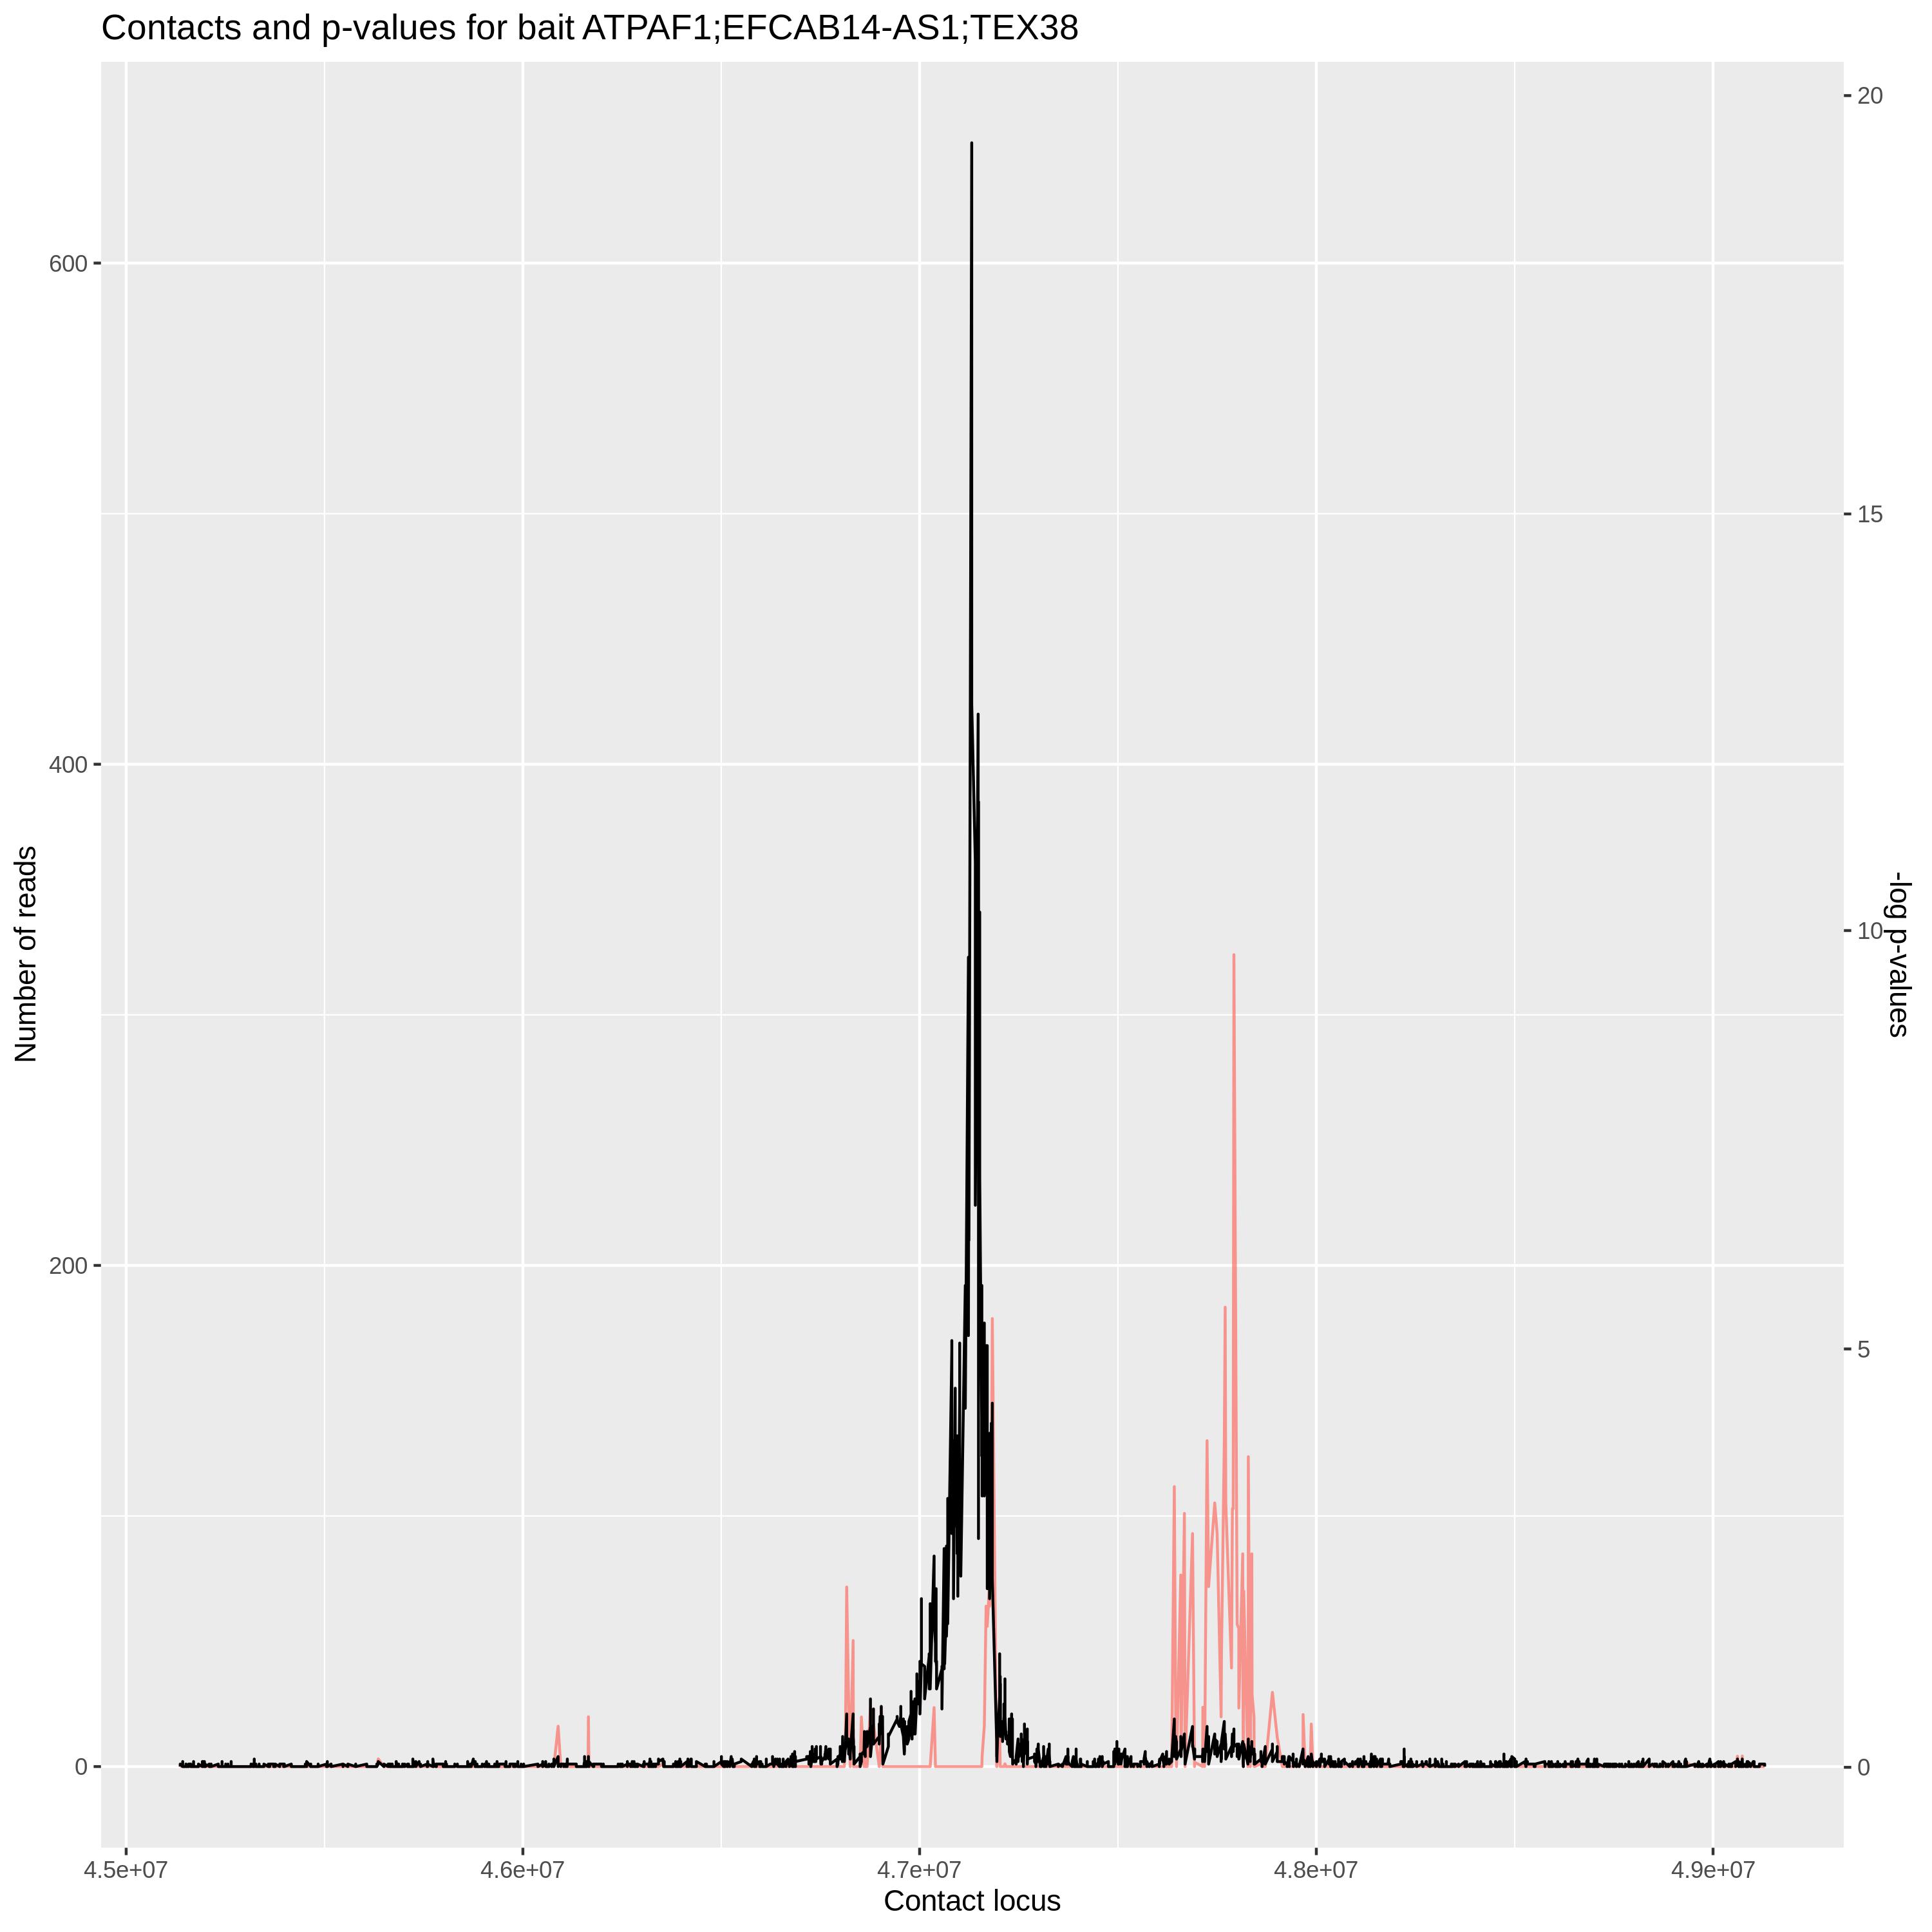 Contacts and p-values for bait ATPAF1;EFCAB14-AS1;TEX38
20
600
15
400
10
Number of reads
-log p-values
200
5
0
0
4.5e+07
4.6e+07
4.7e+07
4.8e+07
4.9e+07
Contact locus